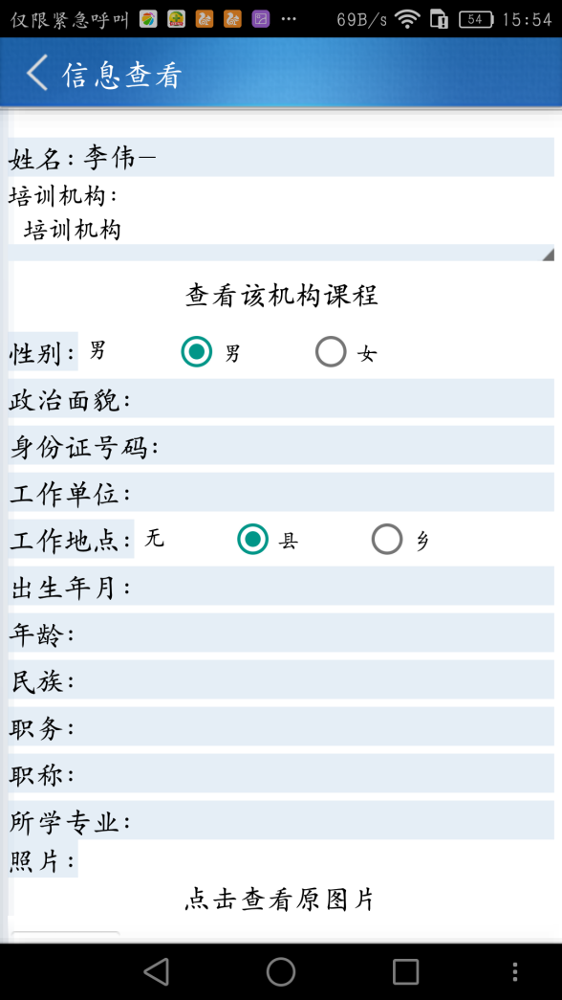 仅限紧急呼叫 ··· 69B/s 54 15:54
信息查看
姓名: 李伟一
培训机构:
培训机构
查看该机构课程
性别: 男 男 女
政治面貌:
身份证号码:
工作单位:
工作地点: 无 县 乡
出生年月:
年龄:
民族:
职务:
职称:
所学专业:
照片:
点击查看原图片